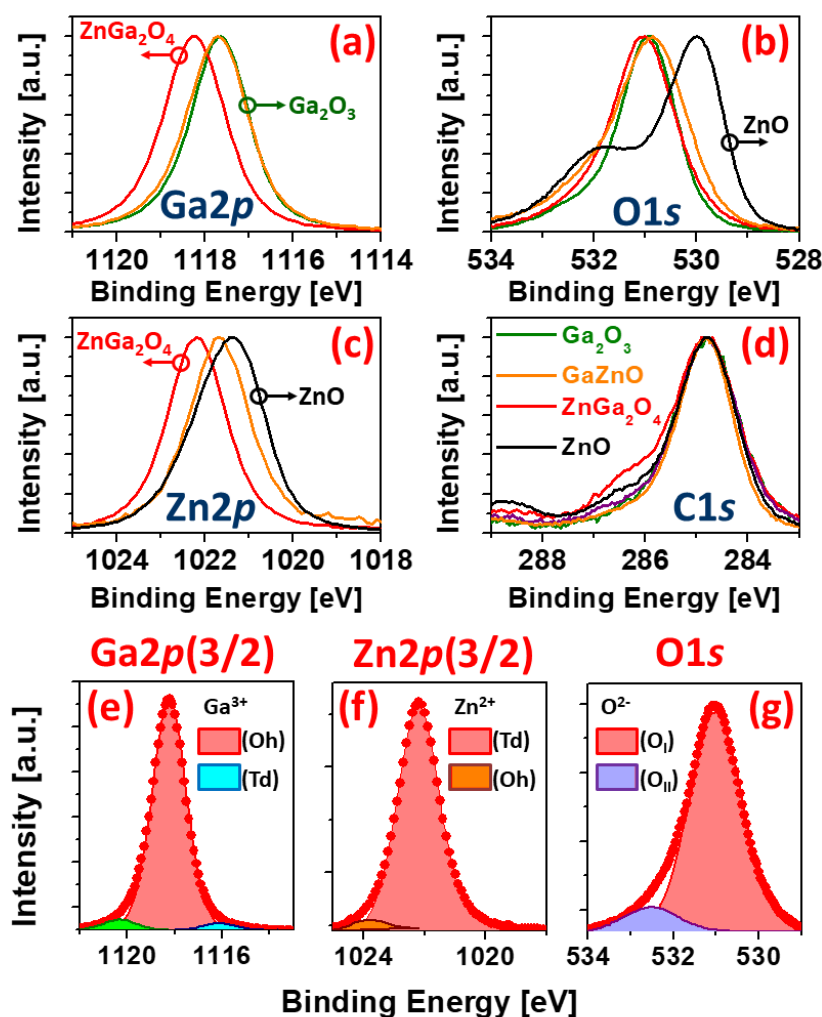 ZnGa₂O₄
(a)
Ga₂O₃
Ga2p
Intensity [a.u.]
1120 1118 1116 1114
Binding Energy [eV]
(b)
ZnO
O1s
Intensity [a.u.]
534 532 530 528
Binding Energy [eV]
ZnGa₂O₄
(c)
ZnO
Zn2p
Intensity [a.u.]
1024 1022 1020 1018
Binding Energy [eV]
Ga₂O₃
(d)
GaZnO
ZnGa₂O₄
ZnO
C1s
Intensity [a.u.]
288 286 284
Binding Energy [eV]
Ga2p(3/2)
Zn2p(3/2)
O1s
(e)
Ga³⁺
(Oh)
(Td)
Intensity [a.u.]
1120 1116
(f)
Zn²⁺
(Td)
(Oh)
1024 1020
O²⁻
(g)
(O_I)
(O_II)
534 532 530
Binding Energy [eV]